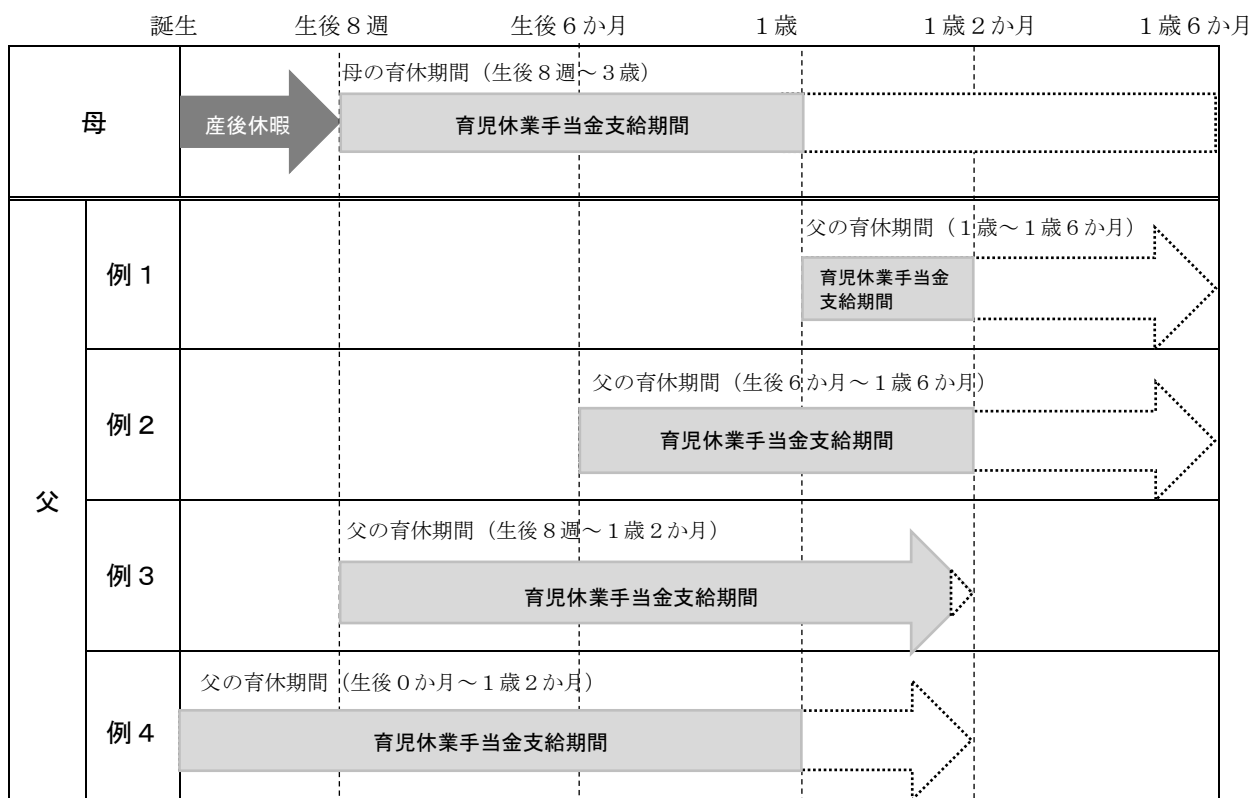 誕生 生後８週 生後６か月 １歳 １歳２か月 １歳６か月
母の育休期間（生後８週～３歳）
母
産後休暇
育児休業手当金支給期間
父
父の育休期間（１歳～１歳６か月）
例１
育児休業手当金
支給期間
父の育休期間（生後６か月～１歳６か月）
例２
育児休業手当金支給期間
父の育休期間（生後８週～１歳２か月）
例３
育児休業手当金支給期間
父の育休期間（生後０か月～１歳２か月）
例４
育児休業手当金支給期間